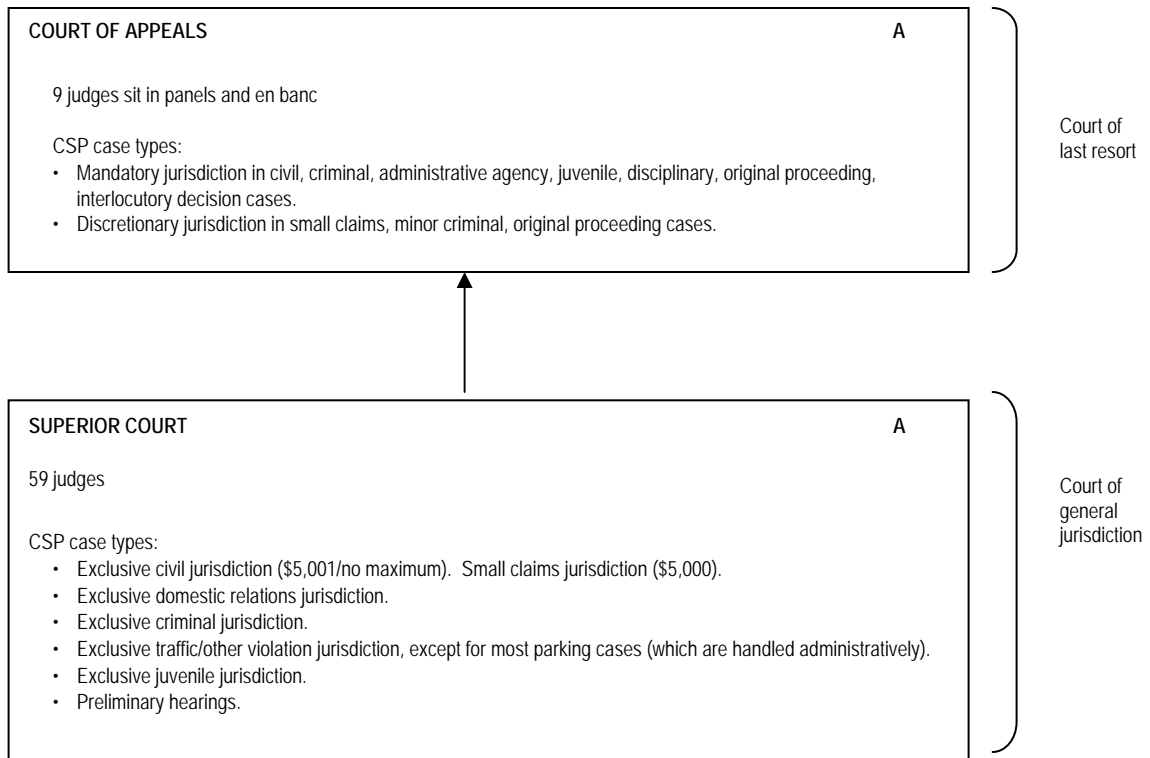 COURT OF APPEALS A
9 judges sit in panels and en banc
CSP case types:
• Mandatory jurisdiction in civil, criminal, administrative agency, juvenile, disciplinary, original proceeding,
interlocutory decision cases.
• Discretionary jurisdiction in small claims, minor criminal, original proceeding cases.
Court of
last resort
SUPERIOR COURT A
59 judges
CSP case types:
• Exclusive civil jurisdiction ($5,001/no maximum). Small claims jurisdiction ($5,000).
• Exclusive domestic relations jurisdiction.
• Exclusive criminal jurisdiction.
• Exclusive traffic/other violation jurisdiction, except for most parking cases (which are handled administratively).
• Exclusive juvenile jurisdiction.
• Preliminary hearings.
Court of
general
jurisdiction